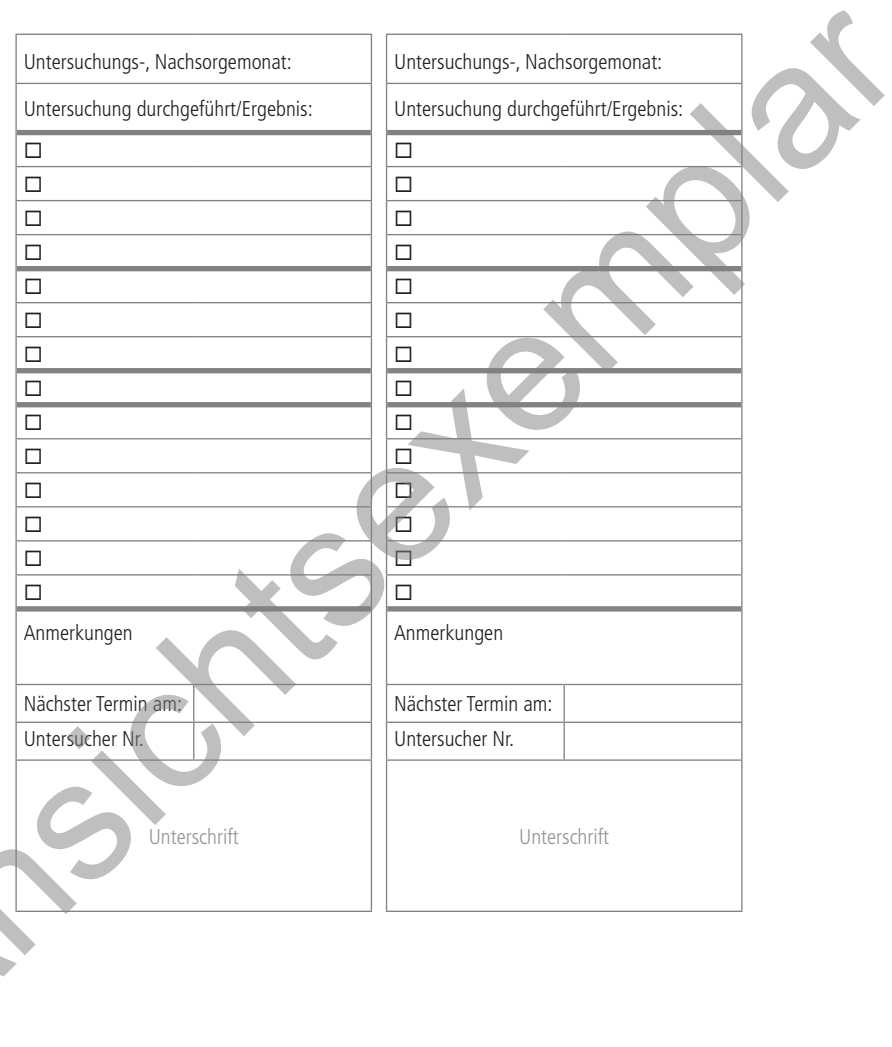 Untersuchungs-, Nachsorgemonat:
Untersuchung durchgeführt/Ergebnis:
☐
☐
☐
☐
☐
☐
☐
☐
☐
☐
☐
☐
☐
☐
Anmerkungen
Nächster Termin am:
Untersucher Nr.
Unterschrift
Untersuchungs-, Nachsorgemonat:
Untersuchung durchgeführt/Ergebnis:
☐
☐
☐
☐
☐
☐
☐
☐
☐
☐
☐
☐
☐
☐
Anmerkungen
Nächster Termin am:
Untersucher Nr.
Unterschrift
nsichtsexemplar